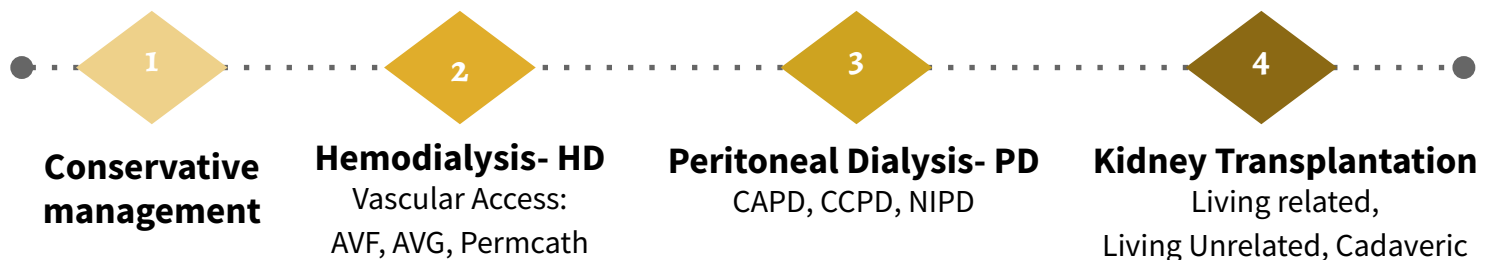 1
Conservative
management
2
Hemodialysis- HD
Vascular Access:
AVF, AVG, Permcath
3
Peritoneal Dialysis- PD
CAPD, CCPD, NIPD
4
Kidney Transplantation
Living related,
Living Unrelated, Cadaveric